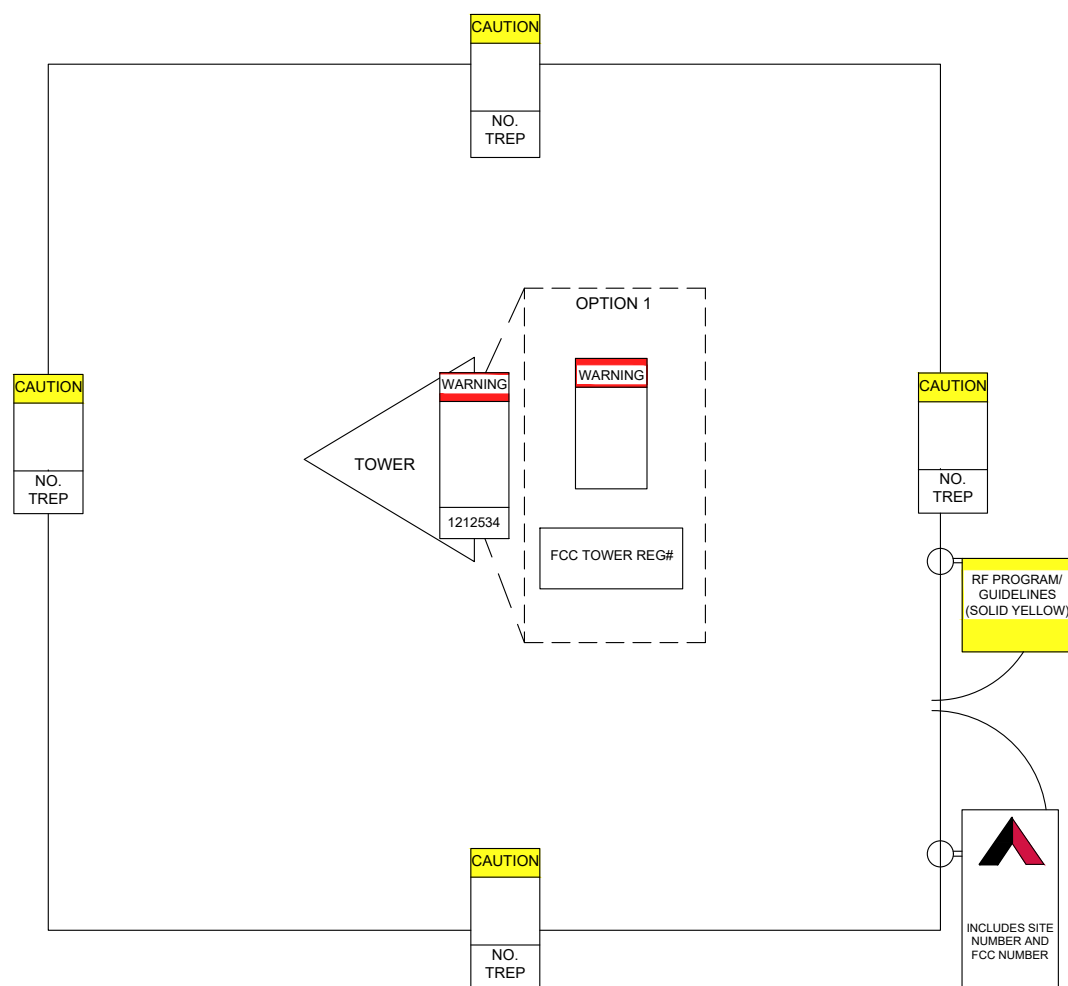 CAUTION
NO.
TREP
OPTION 1
WARNING
WARNING
CAUTION
NO.
TREP
CAUTION
NO.
TREP
TOWER
1212534
FCC TOWER REG#
RF PROGRAM/
GUIDELINES
(SOLID YELLOW)
CAUTION
NO.
TREP
INCLUDES SITE
NUMBER AND
FCC NUMBER